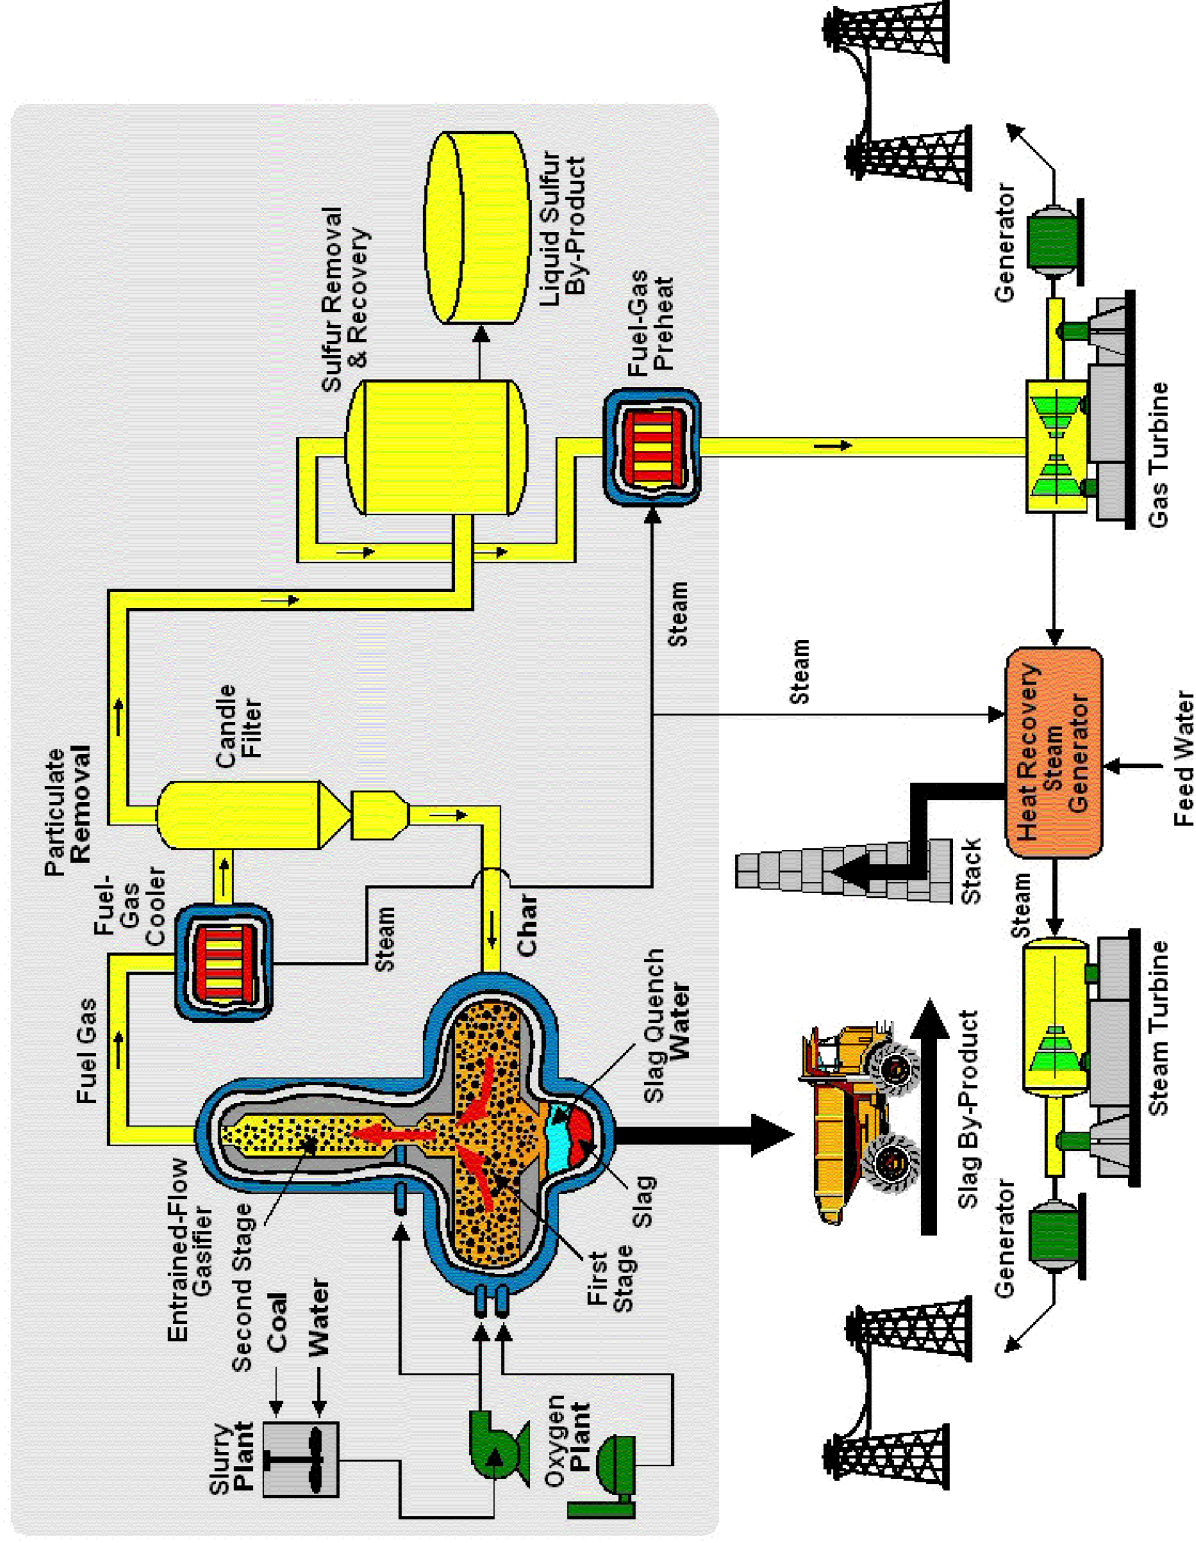 Slurry
Plant
Coal
Water
Entrained-Flow
Gasifier
Second Stage
Fuel Gas
Fuel-
Gas
Cooler
Particulate
Removal
Candle
Filter
Sulfur Removal
& Recovery
Liquid Sulfur
By-Product
Fuel-Gas
Preheat
Steam
Steam
Char
Oxygen
Plant
First
Stage
Slag
Slag Quench
Water
Steam
Slag By-Product
Stack
Generator
Steam Turbine
Steam
Heat Recovery
Steam
Generator
Feed Water
Gas Turbine
Generator